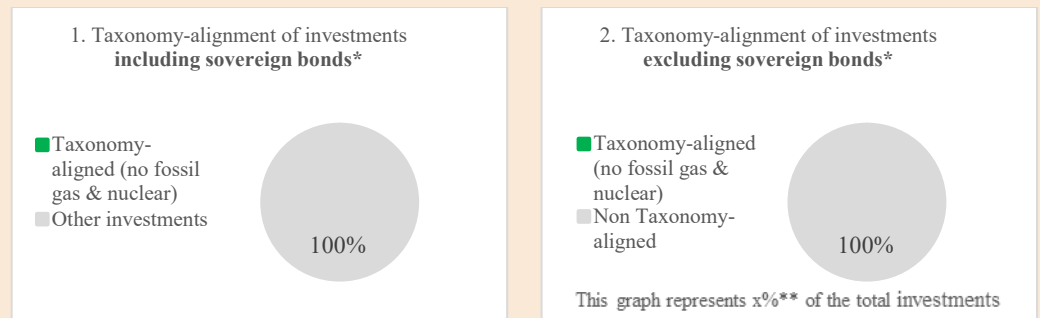 1. Taxonomy-alignment of investments
including sovereign bonds*
Taxonomy-
aligned (no fossil
gas & nuclear)
Other investments
100%
2. Taxonomy-alignment of investments
excluding sovereign bonds*
Taxonomy-aligned
(no fossil gas &
nuclear)
Non Taxonomy-
aligned
100%
This graph represents x%** of the total investments